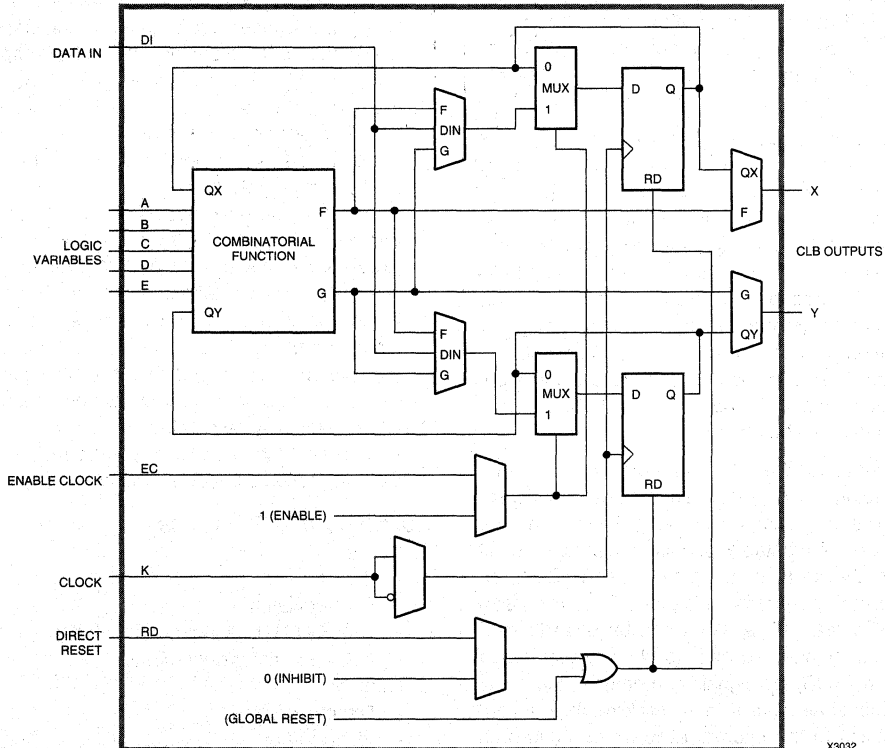 DATA IN
DI
0
MUX
1
D Q
RD
F
DIN
G
QX
F
X
QX
A
B
C
D
E
QY
LOGIC
VARIABLES
COMBINATORIAL
FUNCTION
F
G
CLB OUTPUTS
G
QY
Y
F
DIN
G
0
MUX
1
D Q
RD
ENABLE CLOCK
EC
1 (ENABLE)
CLOCK
K
DIRECT
RESET
RD
0 (INHIBIT)
(GLOBAL RESET)
X3032